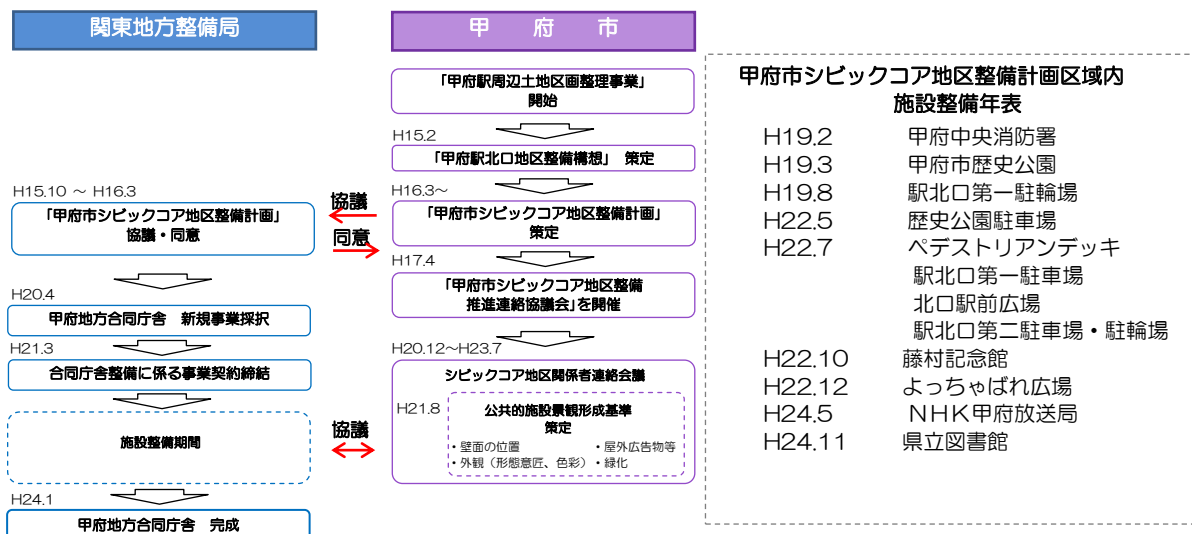 関東地方整備局
甲府市
「甲府駅周辺土地区画整理事業」
開始
H15.2
「甲府駅北口地区整備構想」 策定
H15.10 ～ H16.3
「甲府市シビックコア地区整備計画」
協議・同意
協議
同意
H16.3～
「甲府市シビックコア地区整備計画」
策定
H17.4
「甲府市シビックコア地区整備
推進連絡協議会」を開催
H20.4
甲府地方合同庁舎 新規事業採択
H21.3
合同庁舎整備に係る事業契約締結
施設整備期間
協議
H20.12～H23.7
シビックコア地区関係者連絡会議
H21.8
公共的施設景観形成基準
策定
・壁面の位置 ・屋外広告物等
・外観（形態意匠、色彩）・緑化
H24.1
甲府地方合同庁舎 完成
甲府市シビックコア地区整備計画区域内
施設整備年表
H19.2 甲府中央消防署
H19.3 甲府市歴史公園
H19.8 駅北口第一駐輪場
H22.5 歴史公園駐車場
H22.7 ペデストリアンデッキ
駅北口第一駐車場
北口駅前広場
駅北口第二駐車場・駐輪場
H22.10 藤村記念館
H22.12 よっちゃばれ広場
H24.5 NHK甲府放送局
H24.11 県立図書館